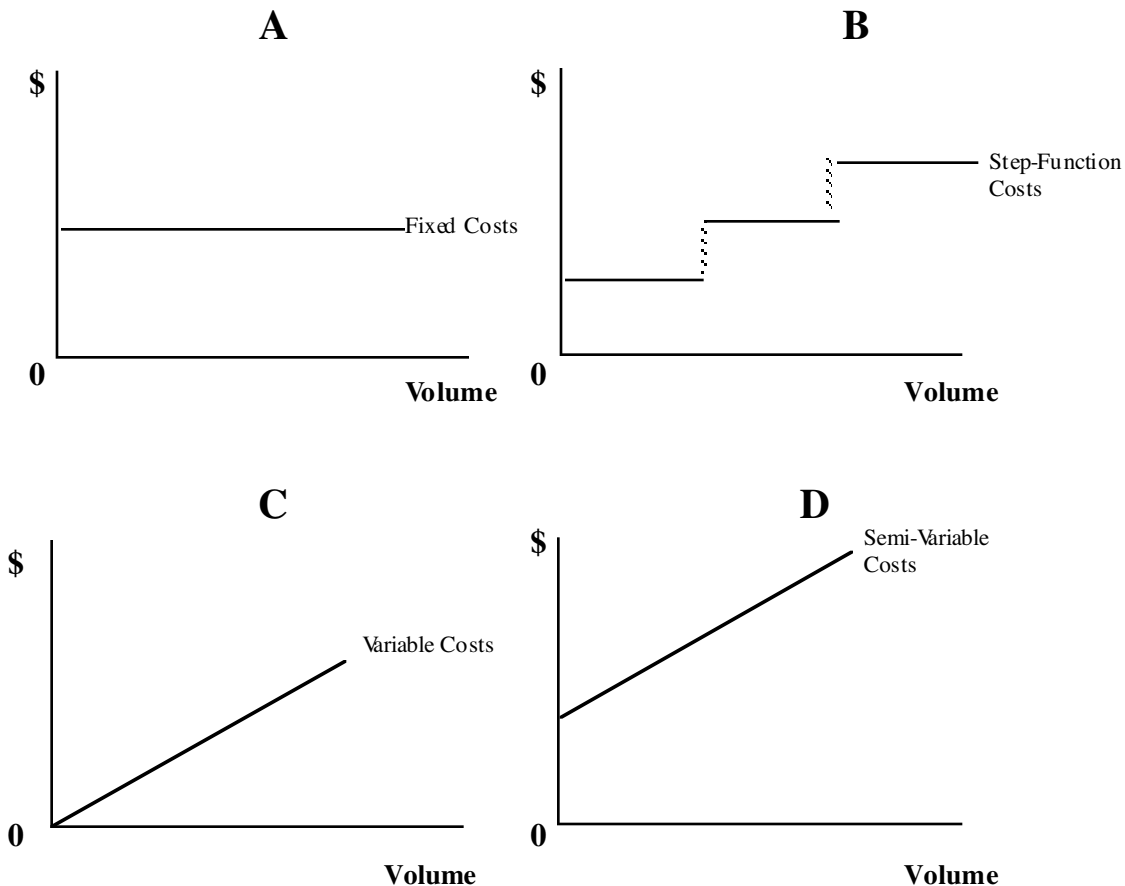 A
$
Fixed Costs
0
Volume
B
$
Step-Function
Costs
0
Volume
C
$
Variable Costs
0
Volume
D
$
Semi-Variable
Costs
0
Volume